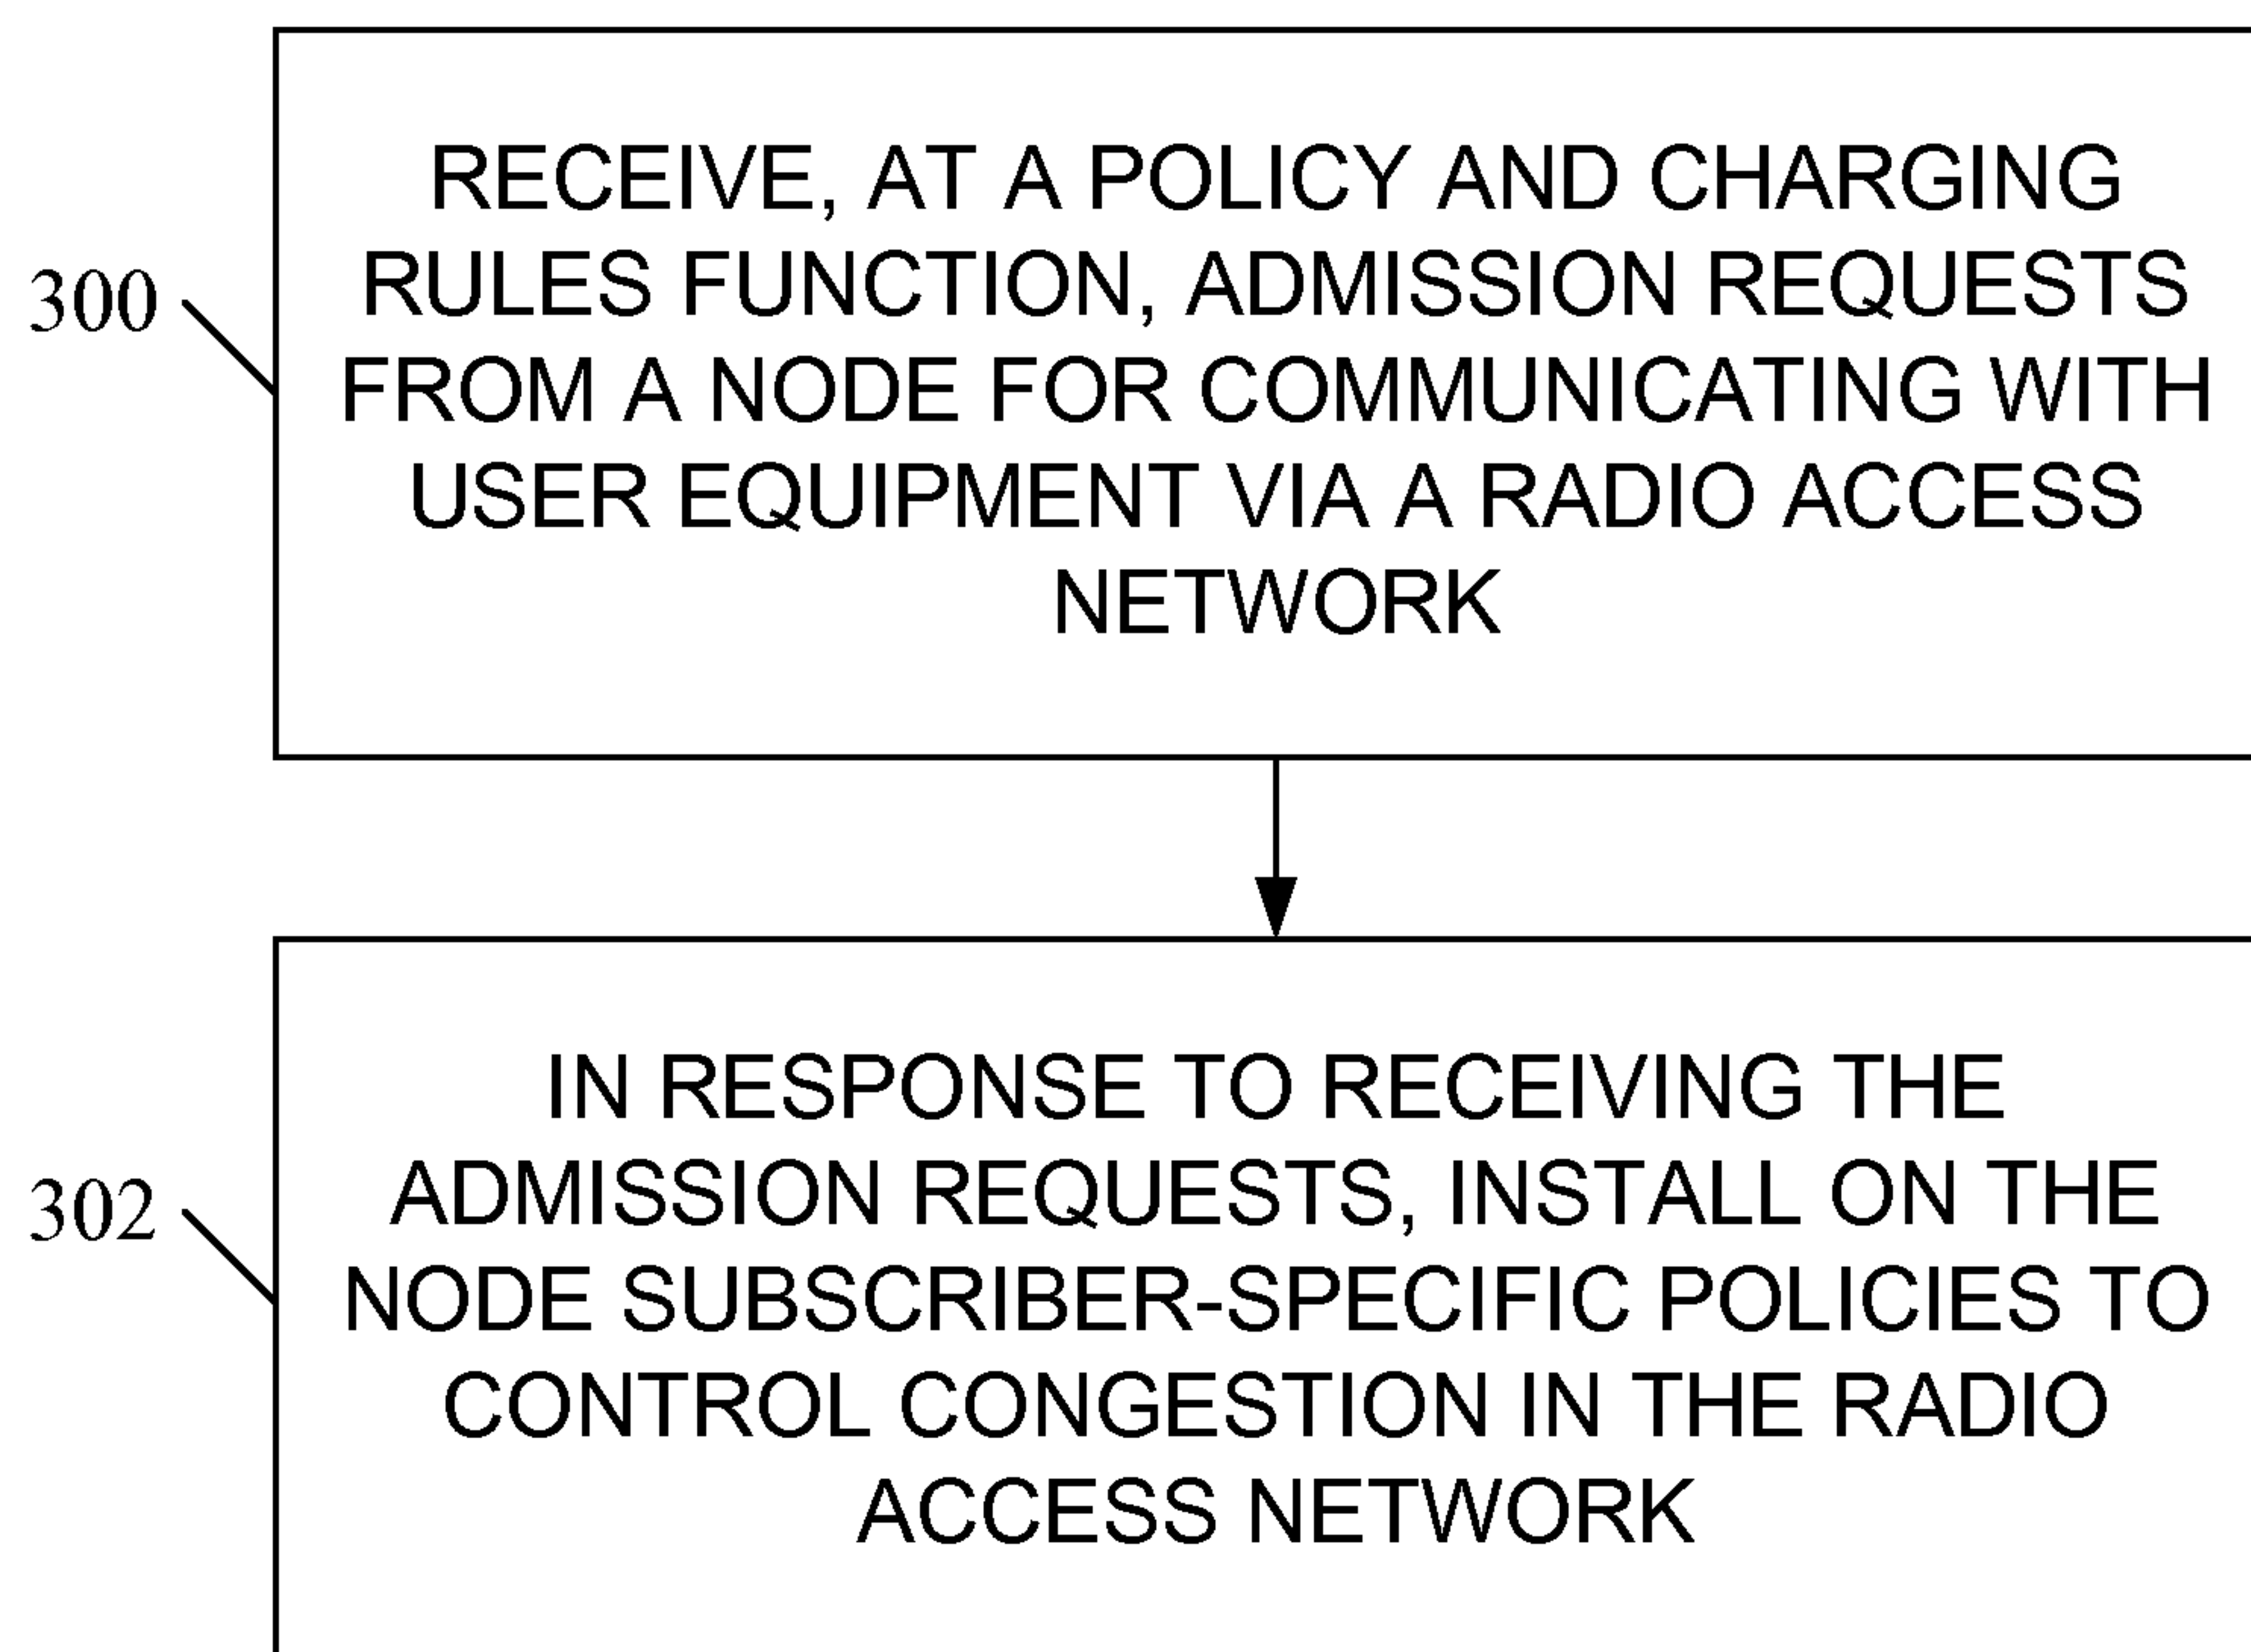 RECEIVE, AT A POLICY AND CHARGING
RULES FUNCTION, ADMISSION REQUESTS
300
FROM A NODE FOR COMMUNICATING WITH
USER EQUIPMENT VIA A RADIO ACCESS
NETWORK
IN RESPONSE TO RECEIVING THE
ADMISSION REQUESTS, INSTALL ON THE
302
NODE SUBSCRIBER-SPECIFIC POLICIES TO
CONTROL CONGESTION IN THE RADIO
ACCESS NETWORK